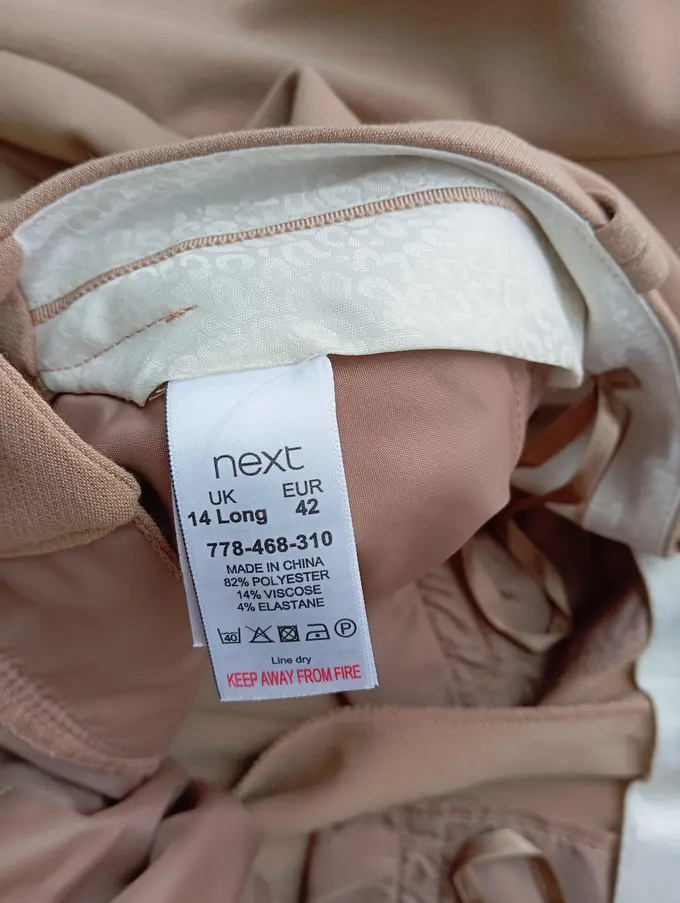 next
UK EUR
14 Long 42
778-468-310
MADE IN CHINA
82% POLYESTER
14% VISCOSE
4% ELASTANE
40 P
Line dry
KEEP AWAY FROM FIRE